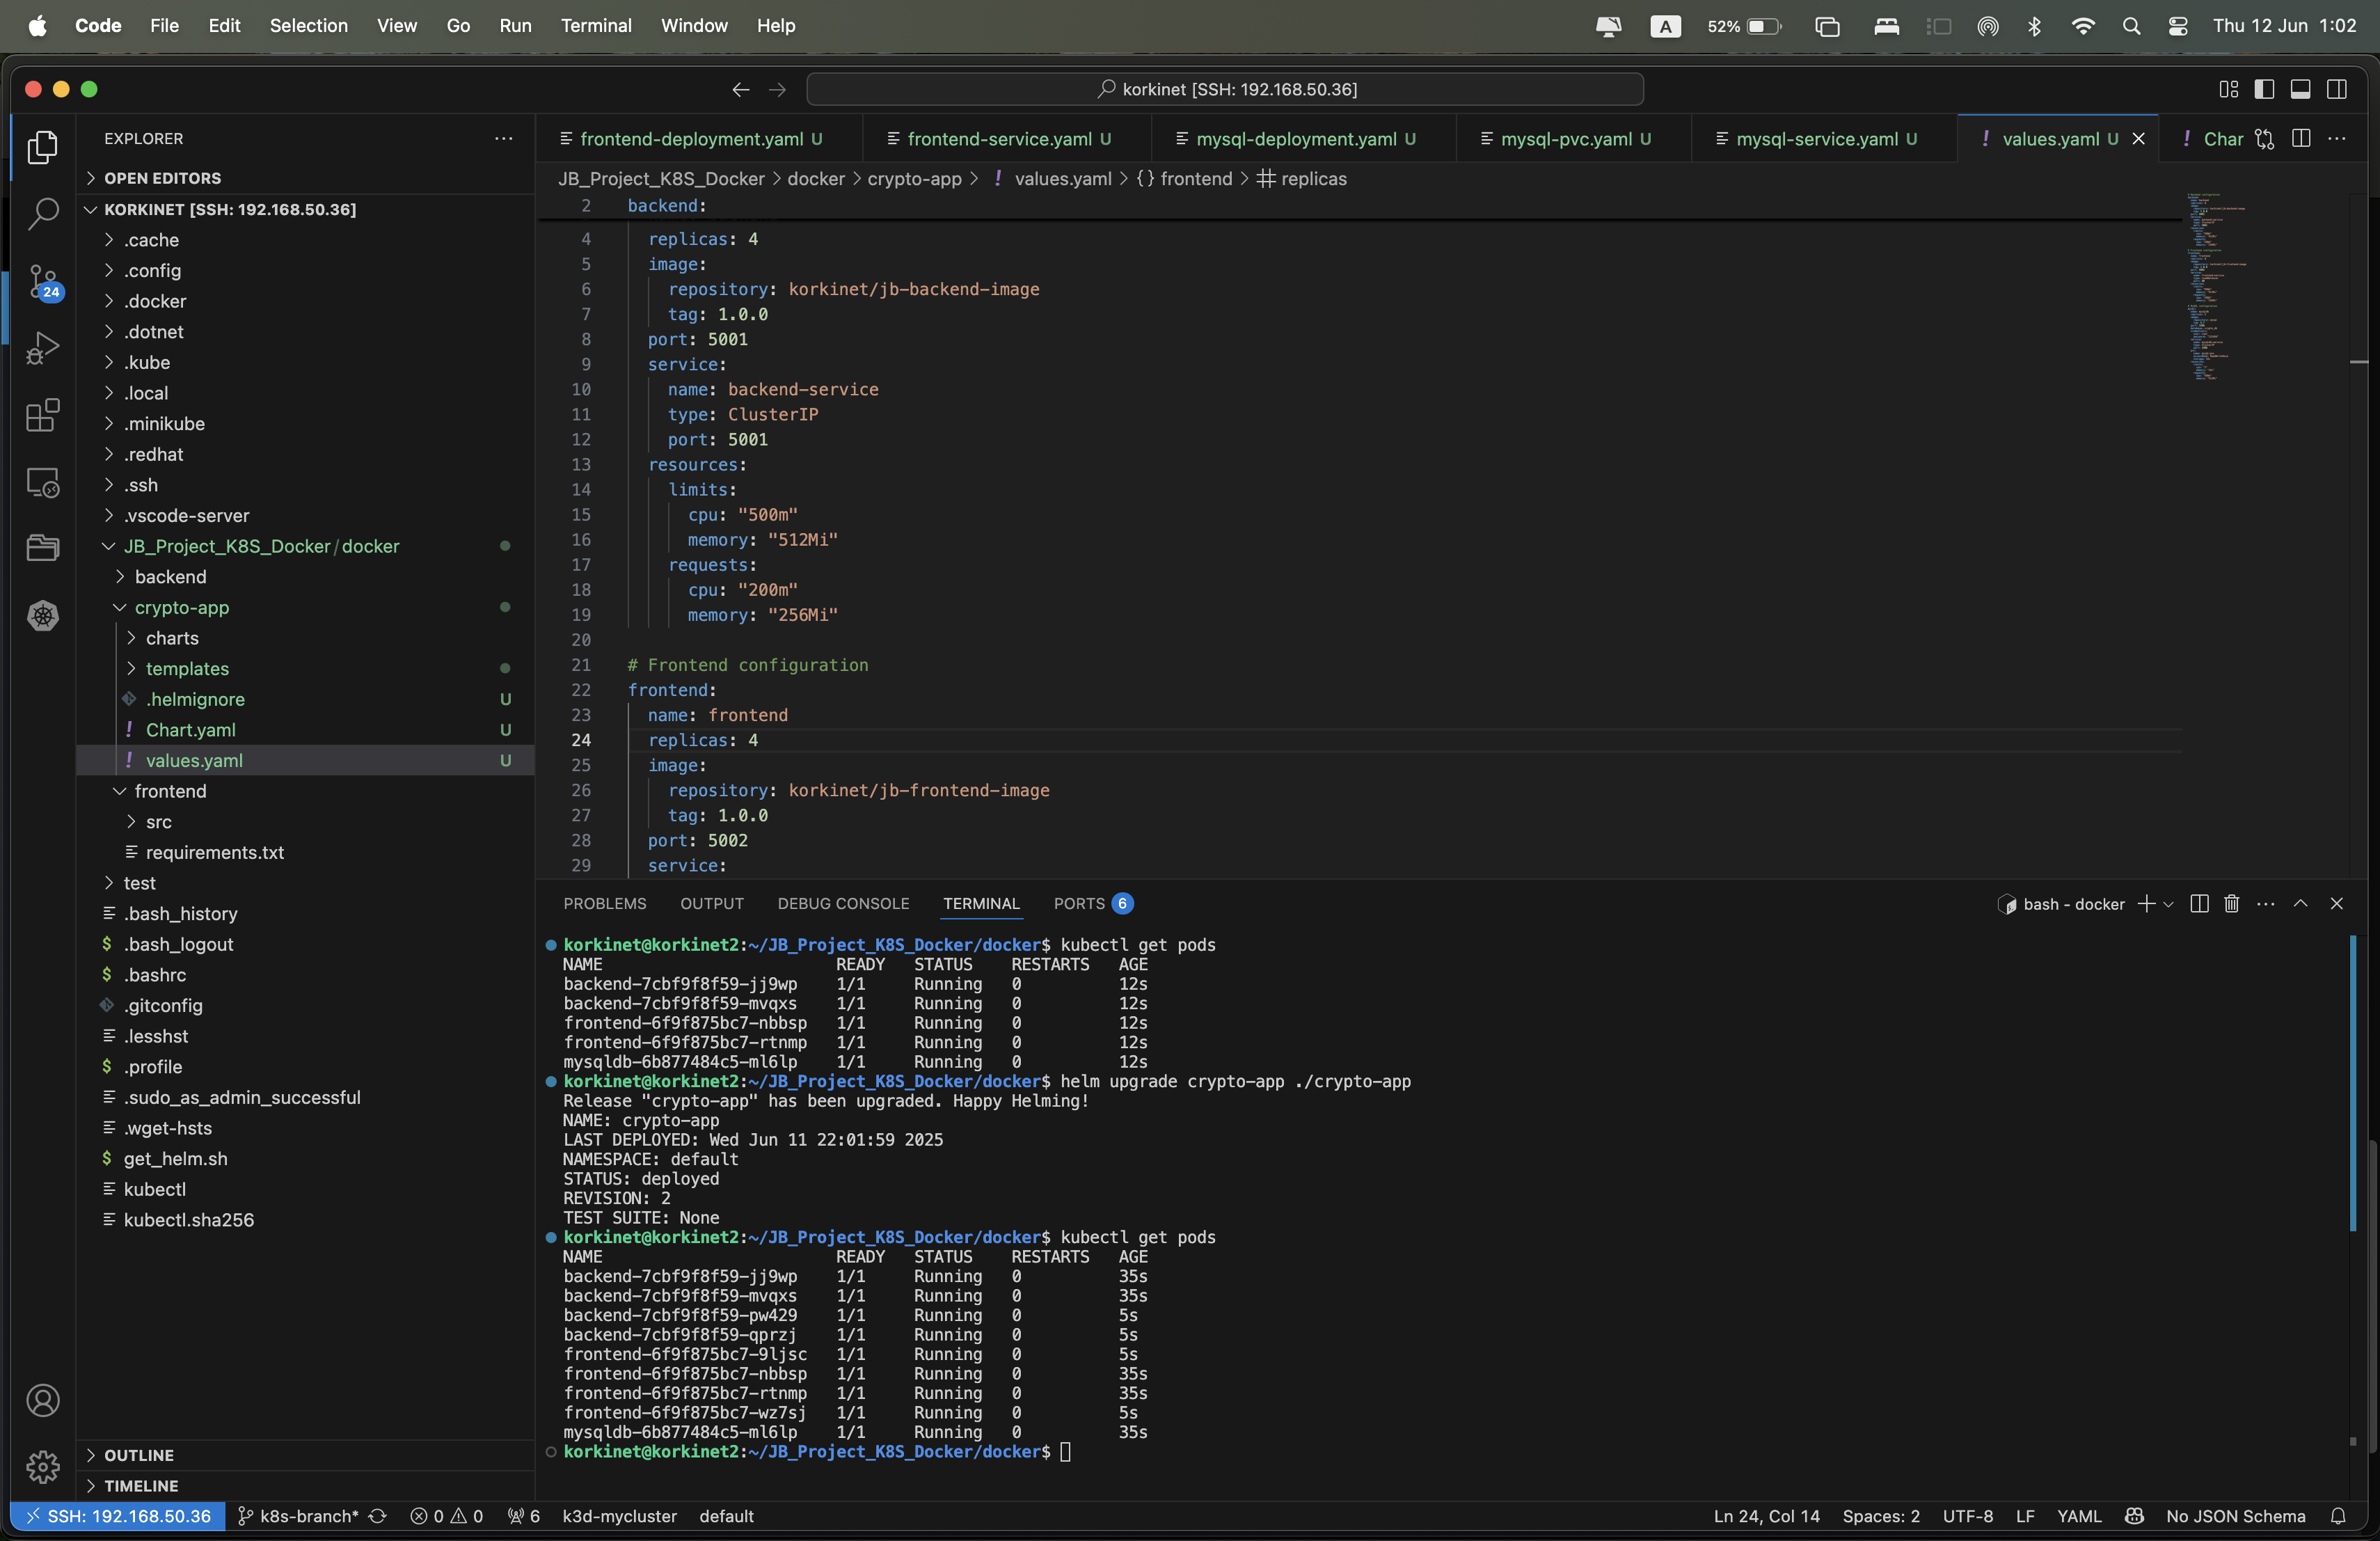 Code File Edit Selection View Go Run Terminal Window Help A 52% Thu 12 Jun 1:02
korkinet [SSH: 192.168.50.36]
EXPLORER
OPEN EDITORS
KORKINET [SSH: 192.168.50.36]
.cache
.config
.docker
.dotnet
.kube
.local
.minikube
.redhat
.ssh
.vscode-server
JB_Project_K8S_Docker/docker
backend
crypto-app
charts
templates
.helmignore U
! Chart.yaml U
! values.yaml U
frontend
src
requirements.txt
test
.bash_history
$ .bash_logout
$ .bashrc
.gitconfig
.lesshst
$ .profile
.sudo_as_admin_successful
.wget-hsts
$ get_helm.sh
kubectl
kubectl.sha256
OUTLINE
TIMELINE
24
frontend-deployment.yaml U frontend-service.yaml U mysql-deployment.yaml U mysql-pvc.yaml U mysql-service.yaml U ! values.yaml U ! Char
JB_Project_K8S_Docker > docker > crypto-app > ! values.yaml > {} frontend > # replicas
2 backend:
4 replicas: 4
5 image:
6 repository: korkinet/jb-backend-image
7 tag: 1.0.0
8 port: 5001
9 service:
10 name: backend-service
11 type: ClusterIP
12 port: 5001
13 resources:
14 limits:
15 cpu: "500m"
16 memory: "512Mi"
17 requests:
18 cpu: "200m"
19 memory: "256Mi"
20
21 # Frontend configuration
22 frontend:
23 name: frontend
24 replicas: 4
25 image:
26 repository: korkinet/jb-frontend-image
27 tag: 1.0.0
28 port: 5002
29 service:
PROBLEMS OUTPUT DEBUG CONSOLE TERMINAL PORTS 6 bash - docker
korkinet@korkinet2:~/JB_Project_K8S_Docker/docker$ kubectl get pods
NAME READY STATUS RESTARTS AGE
backend-7cbf9f8f59-jj9wp 1/1 Running 0 12s
backend-7cbf9f8f59-mvqxs 1/1 Running 0 12s
frontend-6f9f875bc7-nbbsp 1/1 Running 0 12s
frontend-6f9f875bc7-rtnmp 1/1 Running 0 12s
mysqldb-6b877484c5-ml6lp 1/1 Running 0 12s
korkinet@korkinet2:~/JB_Project_K8S_Docker/docker$ helm upgrade crypto-app ./crypto-app
Release "crypto-app" has been upgraded. Happy Helming!
NAME: crypto-app
LAST DEPLOYED: Wed Jun 11 22:01:59 2025
NAMESPACE: default
STATUS: deployed
REVISION: 2
TEST SUITE: None
korkinet@korkinet2:~/JB_Project_K8S_Docker/docker$ kubectl get pods
NAME READY STATUS RESTARTS AGE
backend-7cbf9f8f59-jj9wp 1/1 Running 0 35s
backend-7cbf9f8f59-mvqxs 1/1 Running 0 35s
backend-7cbf9f8f59-pw429 1/1 Running 0 5s
backend-7cbf9f8f59-qprzj 1/1 Running 0 5s
frontend-6f9f875bc7-9ljsc 1/1 Running 0 5s
frontend-6f9f875bc7-nbbsp 1/1 Running 0 35s
frontend-6f9f875bc7-rtnmp 1/1 Running 0 35s
frontend-6f9f875bc7-wz7sj 1/1 Running 0 5s
mysqldb-6b877484c5-ml6lp 1/1 Running 0 35s
korkinet@korkinet2:~/JB_Project_K8S_Docker/docker$
SSH: 192.168.50.36 k8s-branch* 0 0 6 k3d-mycluster default Ln 24, Col 14 Spaces: 2 UTF-8 LF YAML No JSON Schema